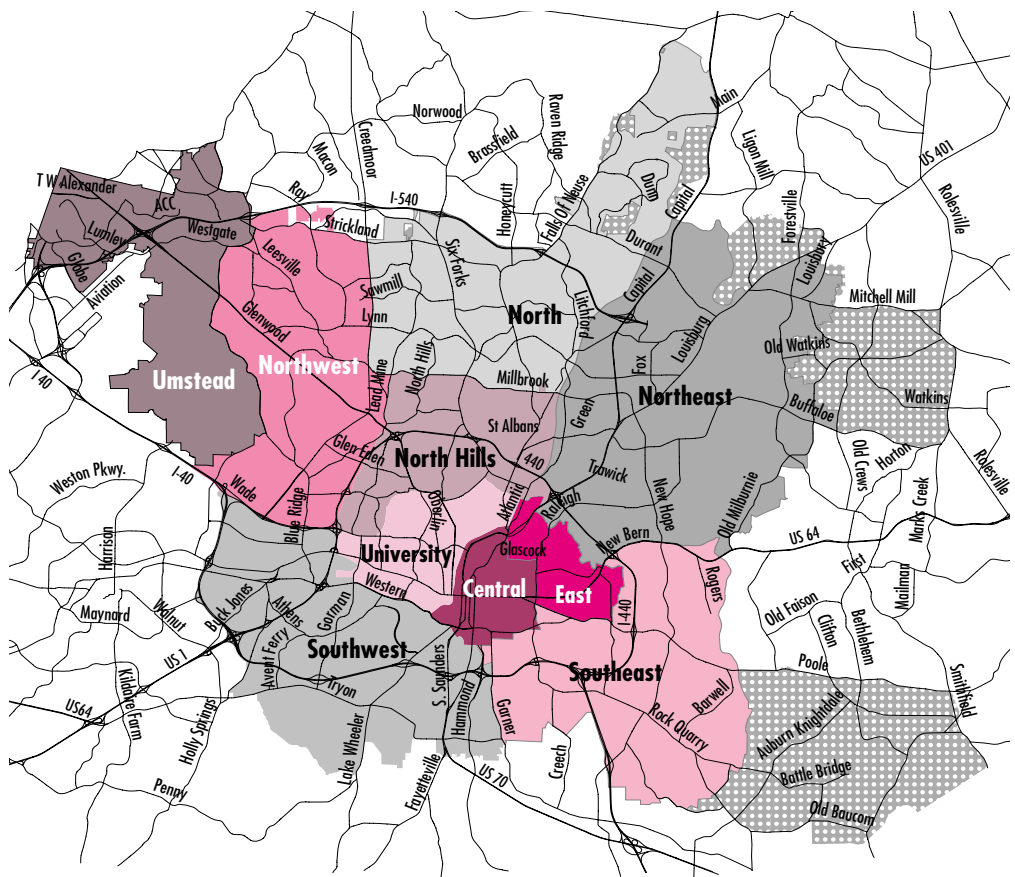 Main
Norwood
Raven Ridge
Brassfield
Creedmoor
Macon
Ligon Mill
US 401
T W Alexander
ACC
Ray
I-540
Honeycutt
Falls Of Neuse
Dunn
Capital
Forestville
Rolesville
Lumley
Westgate
Strickland
Durant
Louisbury
Globe
Leesville
Six Forks
Aviation
Sawmill
Capital
Mitchell Mill
Glenwood
Lynn
North
Litchford
Louisburg
I 40
Umstead
Northwest
Lead Mine
North Hills
Millbrook
Fox
Northeast
Old Watkins
Watkins
Green
Buffaloe
St Albans
Glen Eden
North Hills
440
Trawick
Old Crews
Horton
Rolesville
Weston Pkwy.
I-40
Wade
Blue Ridge
Oberlin
Atlantic
Raleigh
New Hope
Old Milburnie
Marks Creek
Harrison
University
Glascock
New Bern
US 64
First
Western
Central
East
Rogers
Mailman
Maynard
Walnut
Buck Jones
Athens
Gorman
I-440
Old Faison
Clifton
Bethlehem
US 1
Avent Ferry
Southwest
Southeast
Poole
Smithfield
Kildaire Farm
Tryon
S. Saunders
Barwell
US64
Holly Springs
Hammond
Garner
Rock Quarry
Auburn Knightdale
Lake Wheeler
Creech
Battle Bridge
Penny
Fayetteville
US 70
Old Baucom